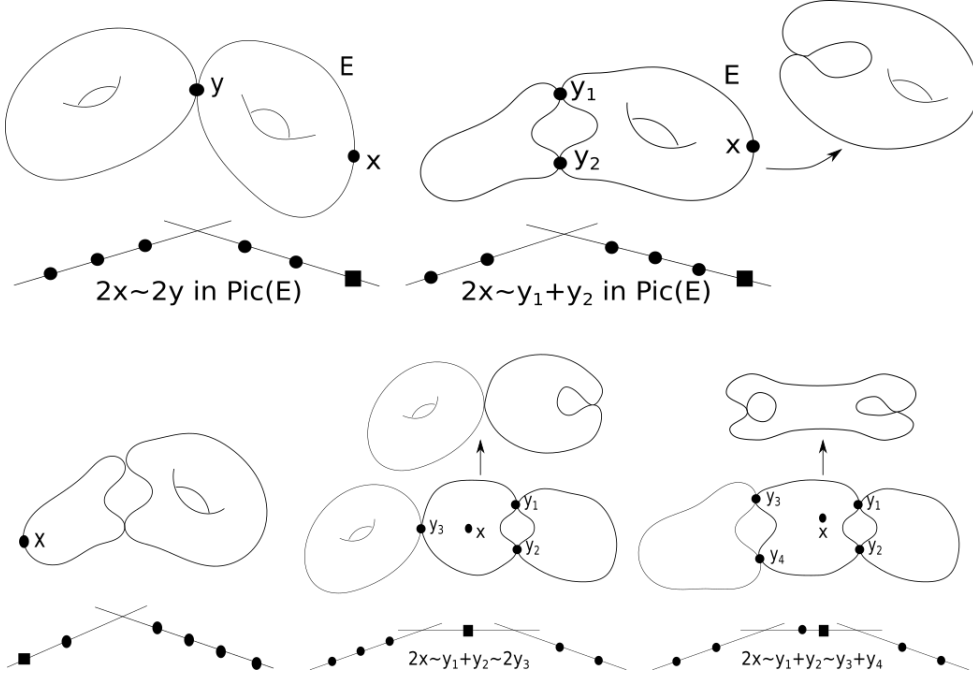 E
y
x
2x~2y in Pic(E)
E
y₁
x
y₂
2x~y₁+y₂ in Pic(E)
x
y₁
y₃
x
y₂
2x~y₁+y₂~2y₃
y₃
y₁
x
y₄
y₂
2x~y₁+y₂~y₃+y₄